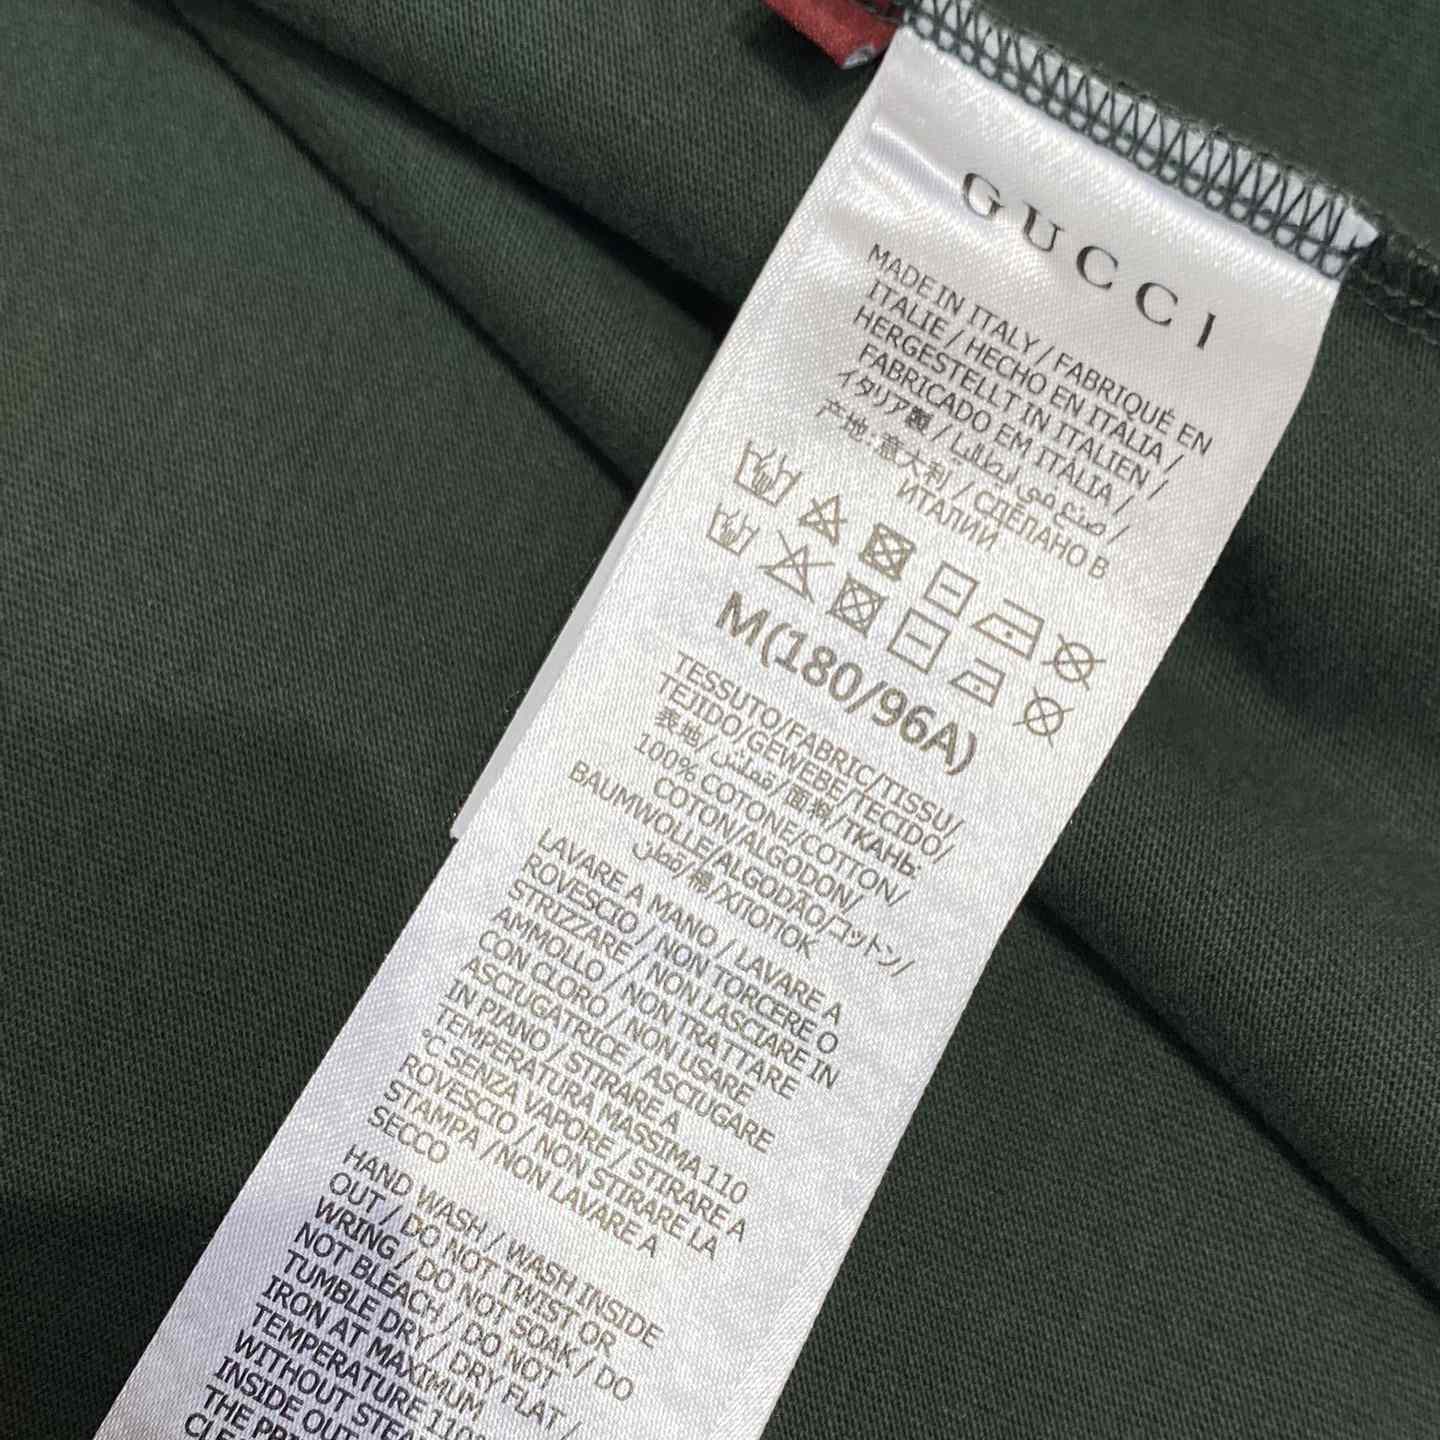 GUCCI
MADE IN ITALY / FABRIQUÉ EN
ITALIE / HECHO EN ITALIA /
HERGESTELLT IN ITALIEN /
FABRICADO EM ITÁLIA /
イタリア製 / صنع في إيطاليا /
产地:意大利 / СДЕЛАНО В
ИТАЛИИ
M(180/96A)
TESSUTO/FABRIC/TISSU/
TEJIDO/GEWEBE/TECIDO/
表地/قماش/面料/ТКАНЬ:
100% COTONE/COTTON/
COTON/ALGODON/
BAUMWOLLE/ALGODÃO/コットン/
قطن/棉/ХЛОПОК
LAVARE A MANO / LAVARE A
ROVESCIO / NON TORCERE O
STRIZZARE / NON LASCIARE IN
AMMOLLO / NON TRATTARE
CON CLORO / NON USARE
ASCIUGATRICE / ASCIUGARE
IN PIANO / STIRARE A
TEMPERATURA MASSIMA 110
°C SENZA VAPORE / STIRARE A
ROVESCIO / NON STIRARE LA
STAMPA /NON LAVARE A
SECCO
HAND WASH / WASH INSIDE
OUT / DO NOT TWIST OR
WRING / DO NOT SOAK / DO
NOT BLEACH / DO NOT
TUMBLE DRY / DRY FLAT /
IRON AT MAXIMUM
TEMPERATURE 110°
WITHOUT STEA
INSIDE OUT
THE PRI
CLE